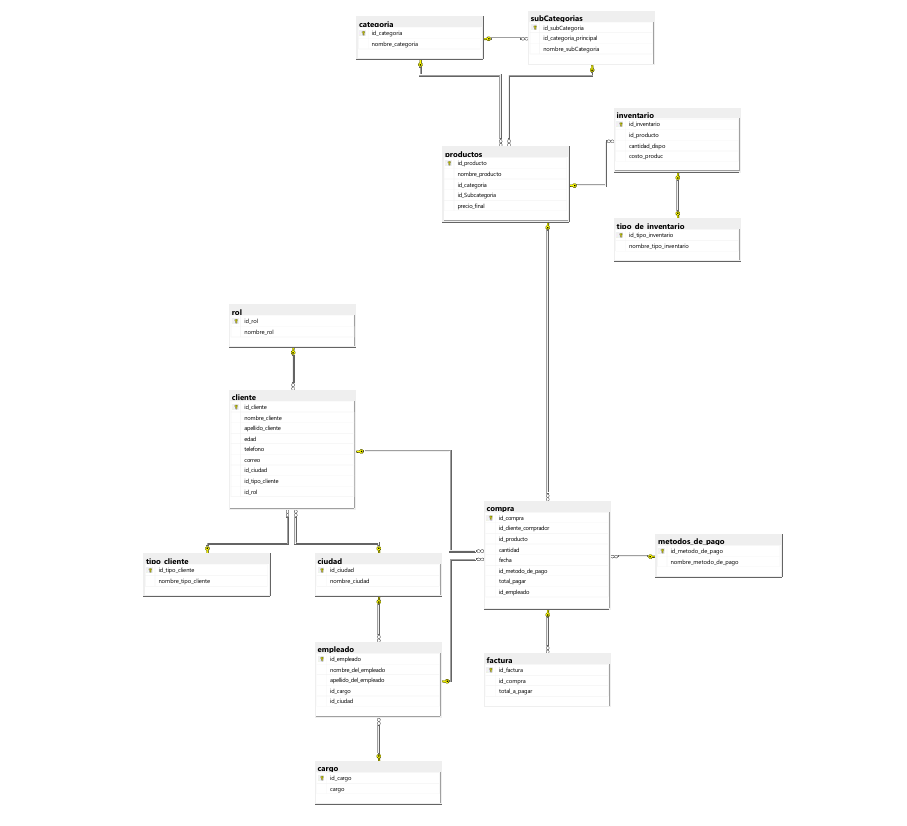 categoria
id_categoria
nombre_categoria
subCategorias
id_subCategoria
id_categoria_principal
nombre_subCategoria
inventario
id_inventario
id_producto
cantidad_dispo
costo_produc
productos
id_producto
nombre_producto
id_categoria
id_Subcategoria
precio_final
tipo_de_inventario
id_tipo_inventario
nombre_tipo_inventario
rol
id_rol
nombre_rol
cliente
id_cliente
nombre_cliente
apellido_cliente
edad
telefono
correo
id_ciudad
id_tipo_cliente
id_rol
compra
id_compra
id_cliente_comprador
id_producto
cantidad
fecha
id_metodo_de_pago
total_pagar
id_empleado
metodos_de_pago
id_metodo_de_pago
nombre_metodo_de_pago
tipo_cliente
id_tipo_cliente
nombre_tipo_cliente
ciudad
id_ciudad
nombre_ciudad
empleado
id_empleado
nombre_del_empleado
apellido_del_empleado
id_cargo
id_ciudad
factura
id_factura
id_compra
total_a_pagar
cargo
id_cargo
cargo